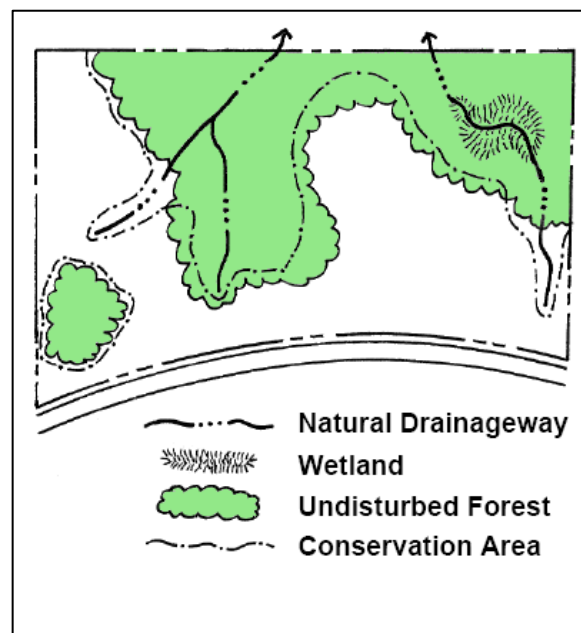 Natural Drainageway
Wetland
Undisturbed Forest
Conservation Area